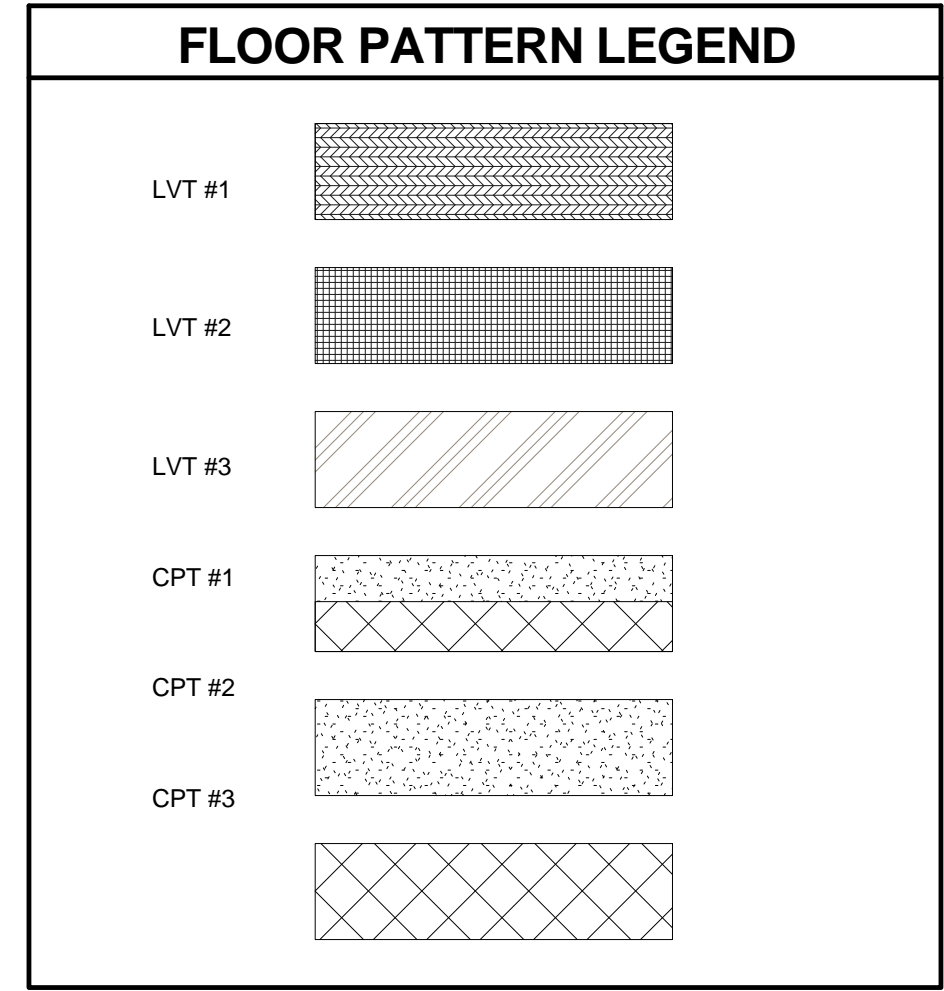 FLOOR PATTERN LEGEND
LVT #1
LVT #2
LVT #3
CPT #1
CPT #2
CPT #3